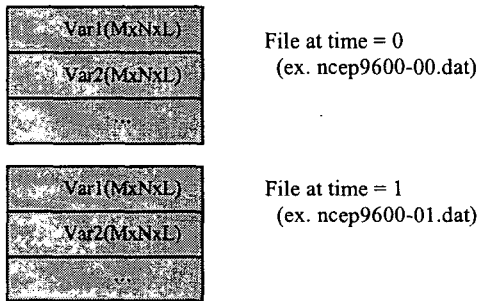 Var1(MxNxL)
Var2(MxNxL)
...
File at time = 0
(ex. ncep9600-00.dat)
Var1(MxNxL)
Var2(MxNxL)
...
File at time = 1
(ex. ncep9600-01.dat)